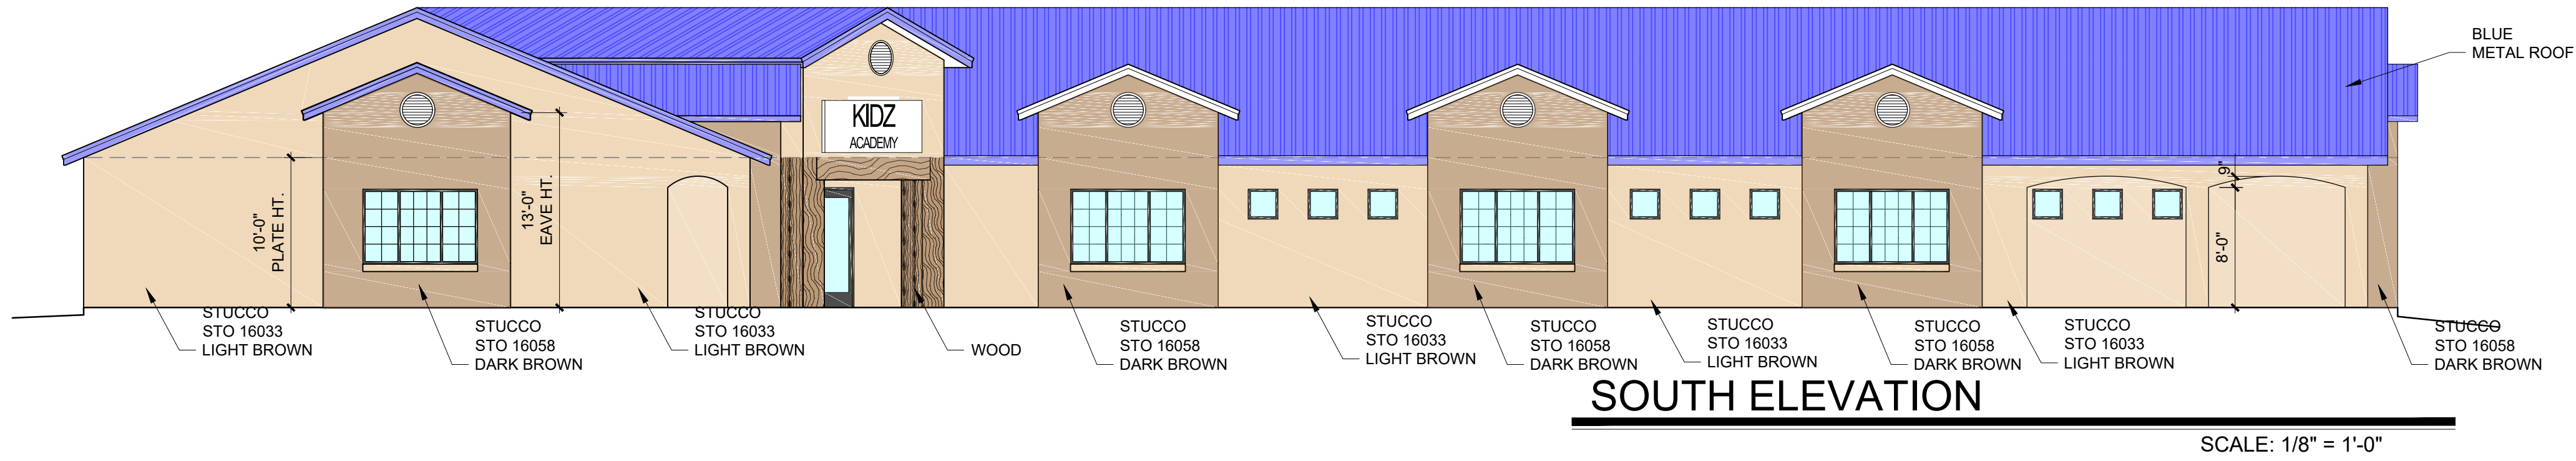 BLUE
METAL ROOF
KIDZ
ACADEMY
10'-0"
PLATE HT.
13'-0"
EAVE HT.
9"
8'-0"
STUCCO
STO 16033
LIGHT BROWN
STUCCO
STO 16058
DARK BROWN
STUCCO
STO 16033
LIGHT BROWN
WOOD
STUCCO
STO 16058
DARK BROWN
STUCCO
STO 16033
LIGHT BROWN
STUCCO
STO 16058
DARK BROWN
STUCCO
STO 16033
LIGHT BROWN
STUCCO
STO 16058
DARK BROWN
STUCCO
STO 16033
LIGHT BROWN
STUCCO
STO 16058
DARK BROWN
SOUTH ELEVATION
SCALE: 1/8" = 1'-0"